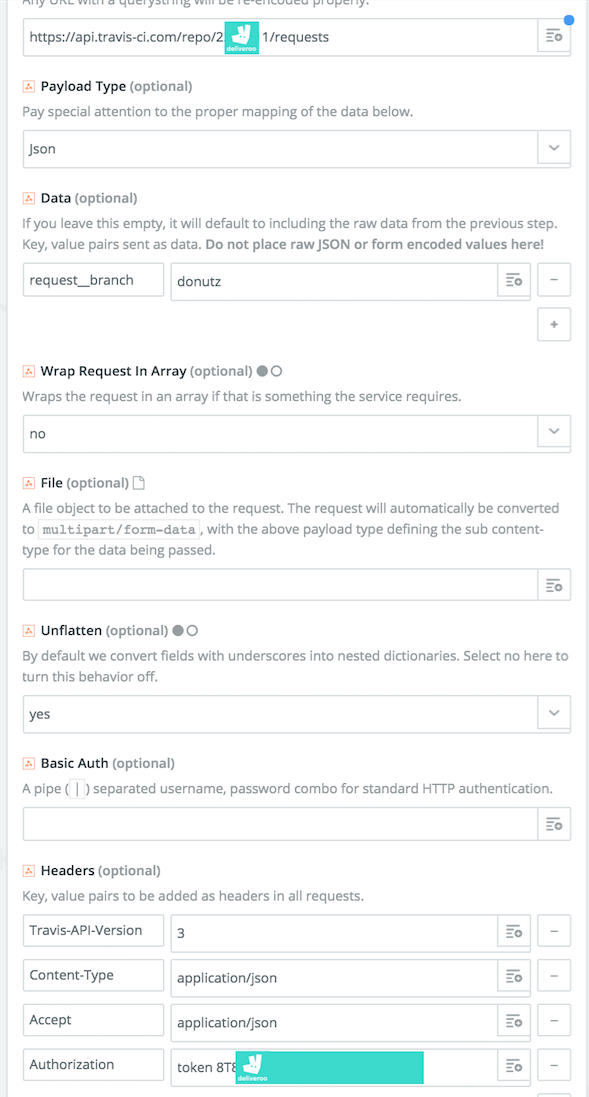 Any URL with a querystring will be re-encoded properly.
https://api.travis-ci.com/repo/2 deliveroo 1/requests
Payload Type (optional)
Pay special attention to the proper mapping of the data below.
Json
Data (optional)
If you leave this empty, it will default to including the raw data from the previous step.
Key, value pairs sent as data. Do not place raw JSON or form encoded values here!
request__branch donutz
Wrap Request In Array (optional)
Wraps the request in an array if that is something the service requires.
no
File (optional)
A file object to be attached to the request. The request will automatically be converted
to multipart/form-data, with the above payload type defining the sub content-
type for the data being passed.
Unflatten (optional)
By default we convert fields with underscores into nested dictionaries. Select no here to
turn this behavior off.
yes
Basic Auth (optional)
A pipe ( | ) separated username, password combo for standard HTTP authentication.
Headers (optional)
Key, value pairs to be added as headers in all requests.
Travis-API-Version 3
Content-Type application/json
Accept application/json
Authorization token 8T8 deliveroo